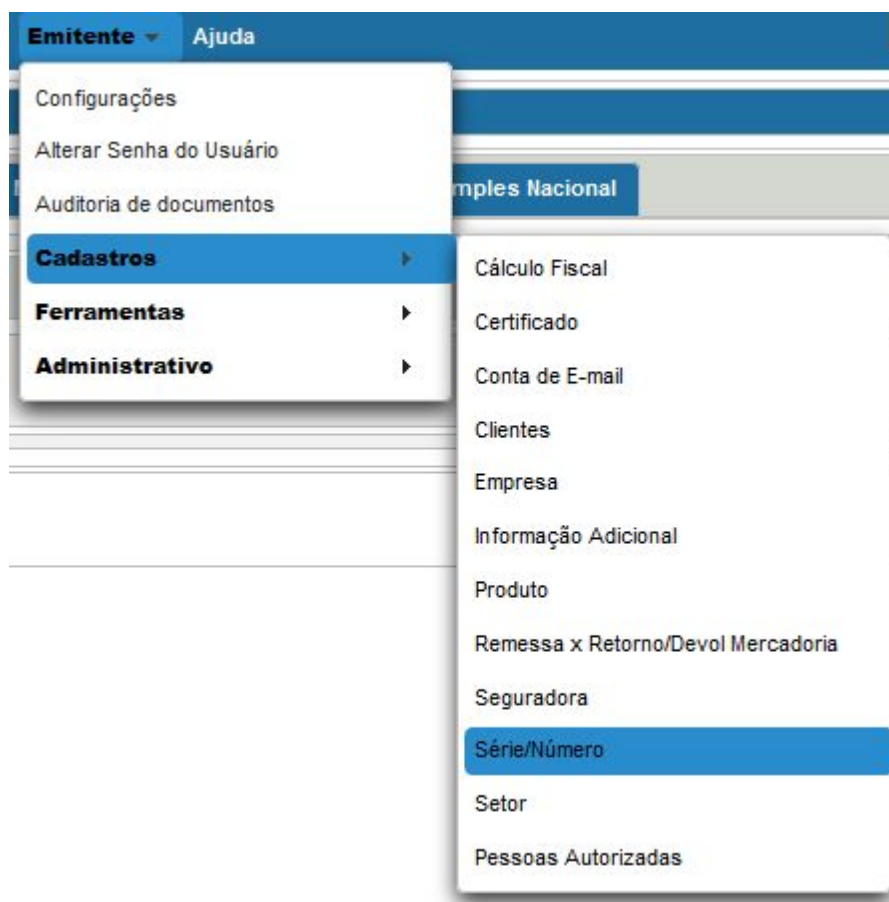 Emitente Ajuda
Configurações
Alterar Senha do Usuário
Auditoria de documentos
Nacional
Cadastros
Ferramentas
Administrativo
Cálculo Fiscal
Certificado
Conta de E-mail
Clientes
Empresa
Informação Adicional
Produto
Remessa x Retorno/Devol Mercadoria
Seguradora
Série/Número
Setor
Pessoas Autorizadas